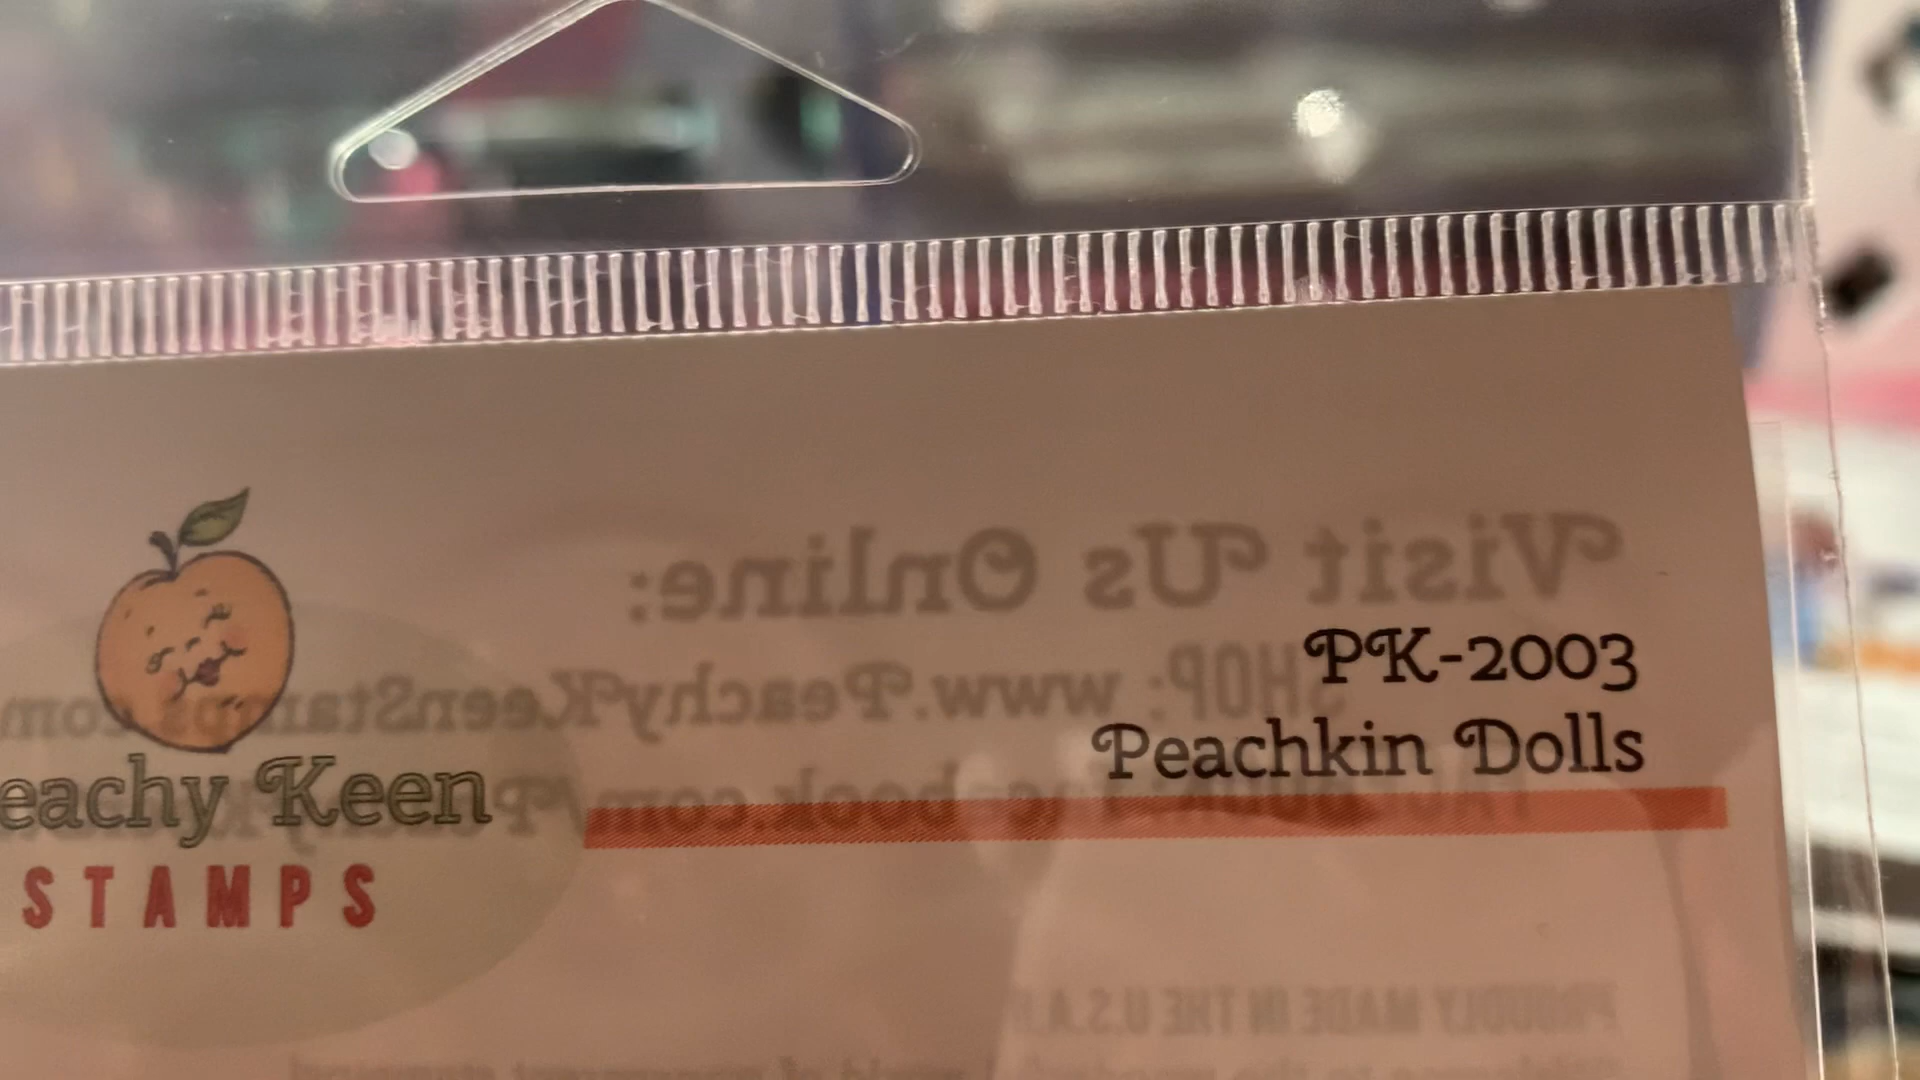 eachy Keen
STAMPS
PK-2003
Peachkin Dolls
Visit Us Online:
SHOP: www.PeachyKeenStamps.com
PROUDLY MADE IN THE U.S.A.